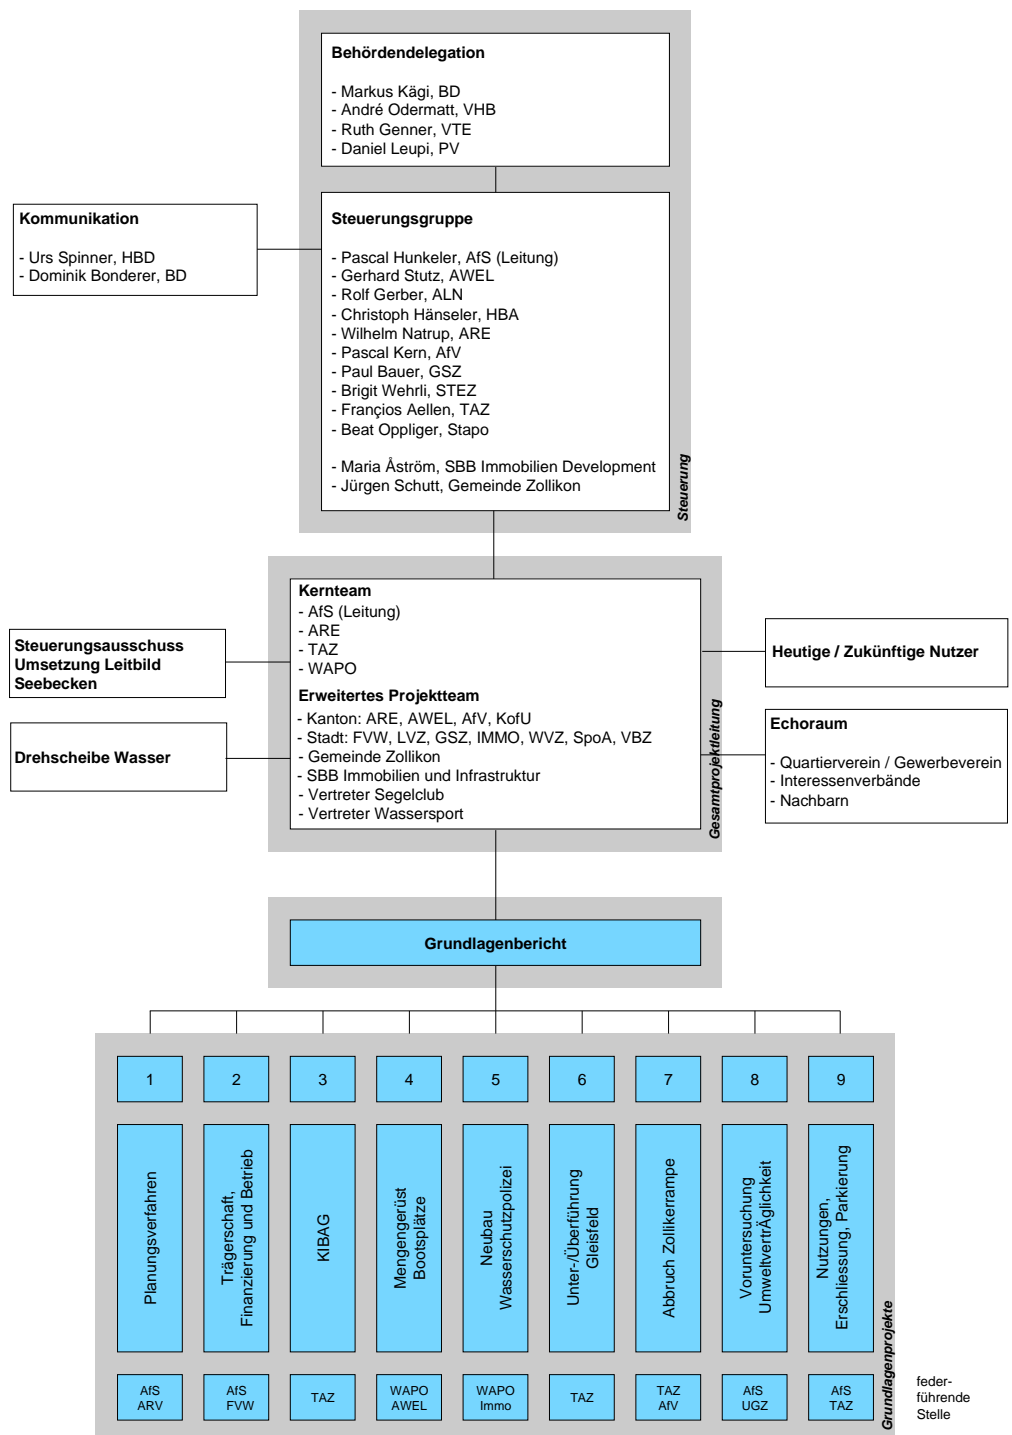 Behördendelegation
- Markus Kägi, BD
- André Odermatt, VHB
- Ruth Genner, VTE
- Daniel Leupi, PV
Kommunikation
- Urs Spinner, HBD
- Dominik Bonderer, BD
Steuerungsgruppe
- Pascal Hunkeler, AfS (Leitung)
- Gerhard Stutz, AWEL
- Rolf Gerber, ALN
- Christoph Hänseler, HBA
- Wilhelm Natrup, ARE
- Pascal Kern, AfV
- Paul Bauer, GSZ
- Brigit Wehrli, STEZ
- Françios Aellen, TAZ
- Beat Oppliger, Stapo
- Maria Åström, SBB Immobilien Development
- Jürgen Schutt, Gemeinde Zollikon
Steuerung
Kernteam
- AfS (Leitung)
- ARE
- TAZ
- WAPO
Erweitertes Projektteam
- Kanton: ARE, AWEL, AfV, KofU
- Stadt: FVW, LVZ, GSZ, IMMO, WVZ, SpoA, VBZ
- Gemeinde Zollikon
- SBB Immobilien und Infrastruktur
- Vertreter Segelclub
- Vertreter Wassersport
Gesamtprojektleitung
Steuerungsausschuss
Umsetzung Leitbild
Seebecken
Drehscheibe Wasser
Heutige / Zukünftige Nutzer
Echoraum
- Quartierverein / Gewerbeverein
- Interessenverbände
- Nachbarn
Grundlagenbericht
1
2
3
4
5
6
7
8
9
Planungsverfahren
Trägerschaft,
Finanzierung und Betrieb
KIBAG
Mengengerüst
Bootsplätze
Neubau
Wasserschutzpolizei
Unter-/Überführung
Gleisfeld
Abbruch Zollikerrampe
Voruntersuchung
UmweltvertrÄglichkeit
Nutzungen,
Erschliessung, Parkierung
AfS
ARV
AfS
FVW
TAZ
WAPO
AWEL
WAPO
Immo
TAZ
TAZ
AfV
AfS
UGZ
AfS
TAZ
Grundlagenprojekte
feder-
führende
Stelle